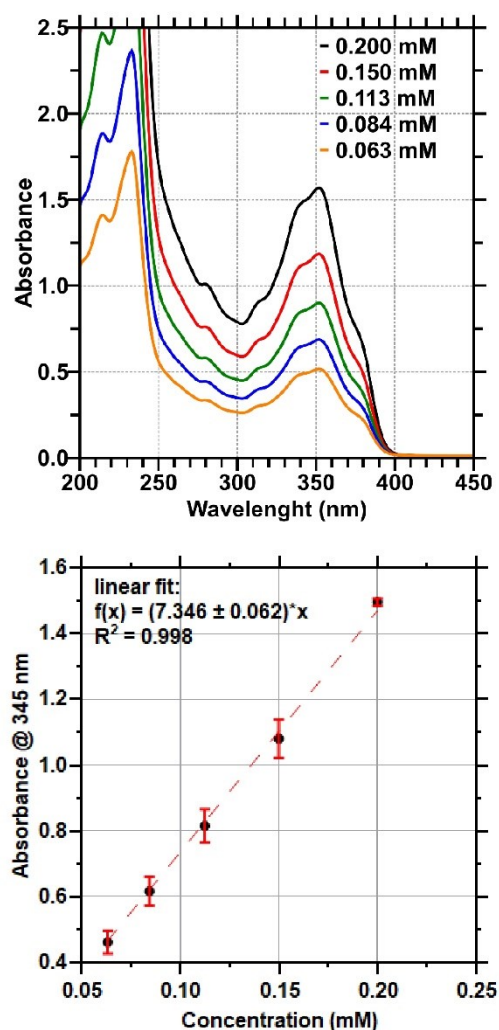 2.5
2.0
1.5
1.0
0.5
0.0
Absorbance
0.200 mM
0.150 mM
0.113 mM
0.084 mM
0.063 mM
200 250 300 350 400 450
Wavelenght (nm)
1.6
1.4
1.2
1.0
0.8
0.6
0.4
Absorbance @ 345 nm
linear fit:
f(x) = (7.346 ± 0.062)*x
R² = 0.998
0.05 0.10 0.15 0.20 0.25
Concentration (mM)